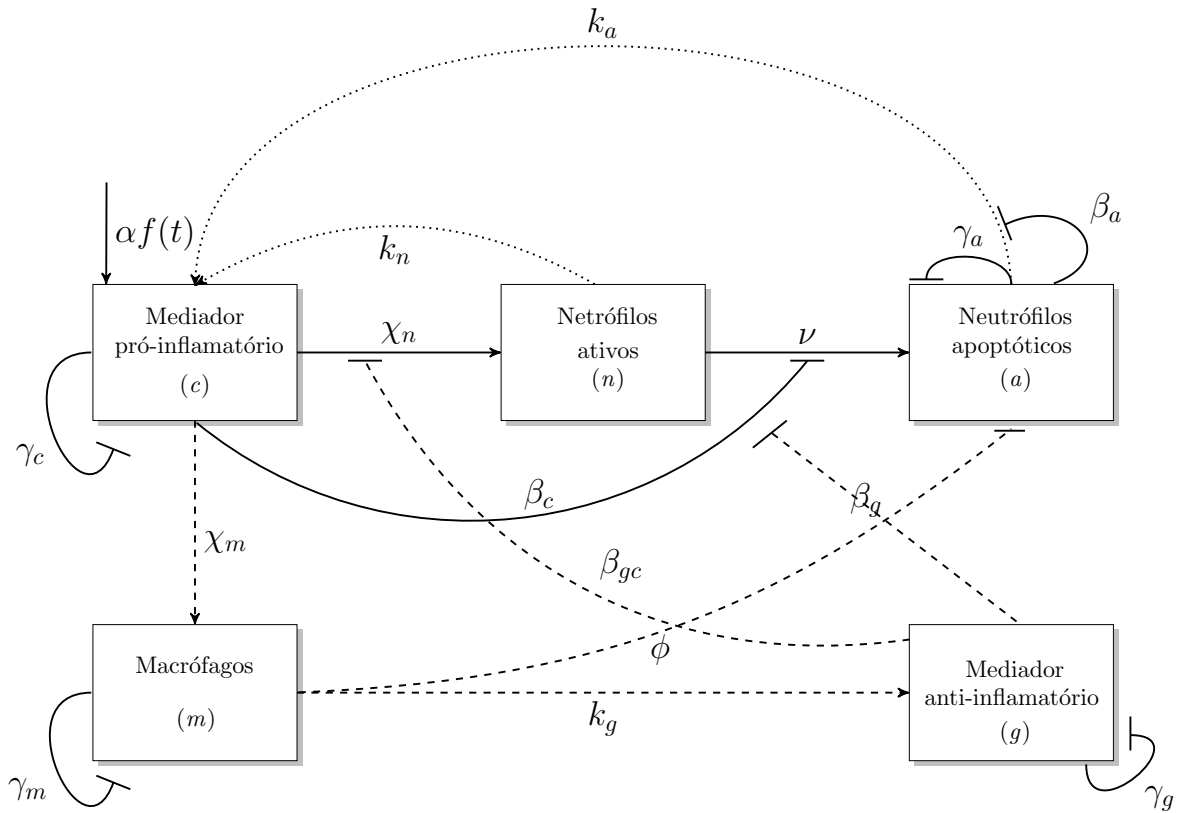 k_a
αf(t)
k_n
γ_a
β_a
Mediador
pró-inflamatório
(c)
χ_n
Netrófilos
ativos
(n)
ν
Neutrófilos
apoptóticos
(a)
γ_c
β_c
β_g
χ_m
β_gc
Macrófagos
(m)
ϕ
k_g
Mediador
anti-inflamatório
(g)
γ_m
γ_g